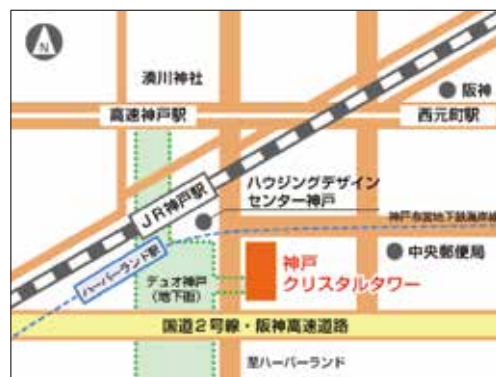 N
湊川神社
阪神
高速神戸駅
西元町駅
ハウジングデザイン
センター神戸
JR神戸駅
神戸市営地下鉄海岸線
ハーバーランド駅
中央郵便局
デュオ神戸
(地下街)
神戸
クリスタルタワー
国道2号線・阪神高速道路
至ハーバーランド